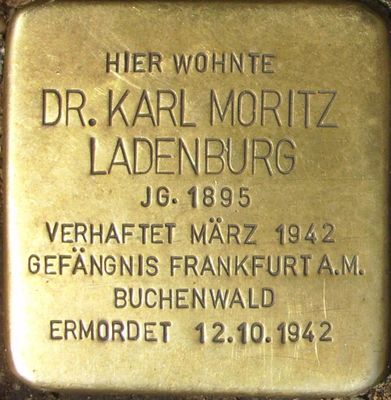 HIER WOHNTE
DR. KARL MORITZ
LADENBURG
JG. 1895
VERHAFTET MÄRZ 1942
GEFÄNGNIS FRANKFURT A.M.
BUCHENWALD
ERMORDET 12.10.1942